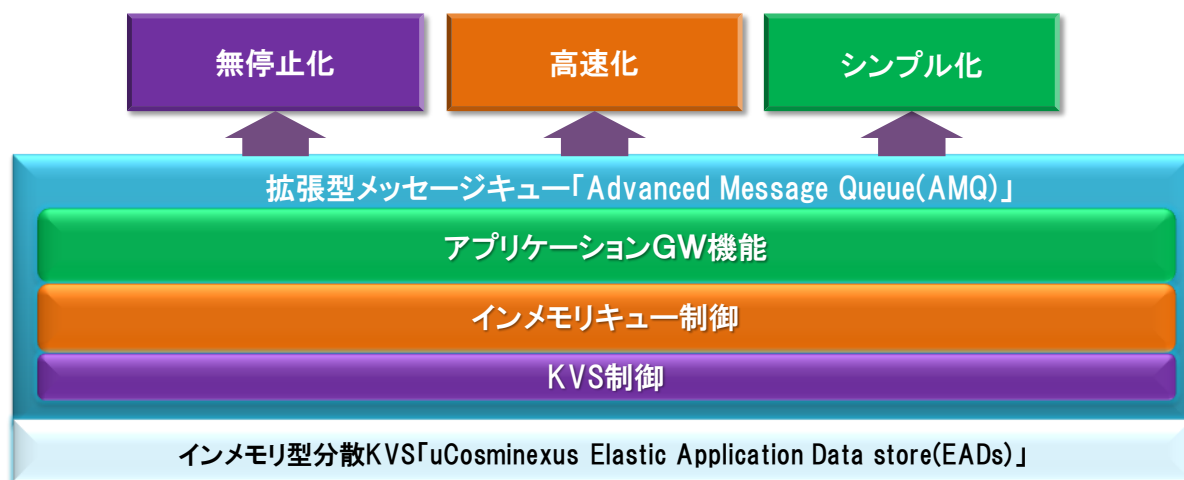 無停止化
高速化
シンプル化
拡張型メッセージキュー「Advanced Message Queue(AMQ)」
アプリケーションGW機能
インメモリキュー制御
KVS制御
インメモリ型分散KVS「uCosminexus Elastic Application Data store(EADs)」